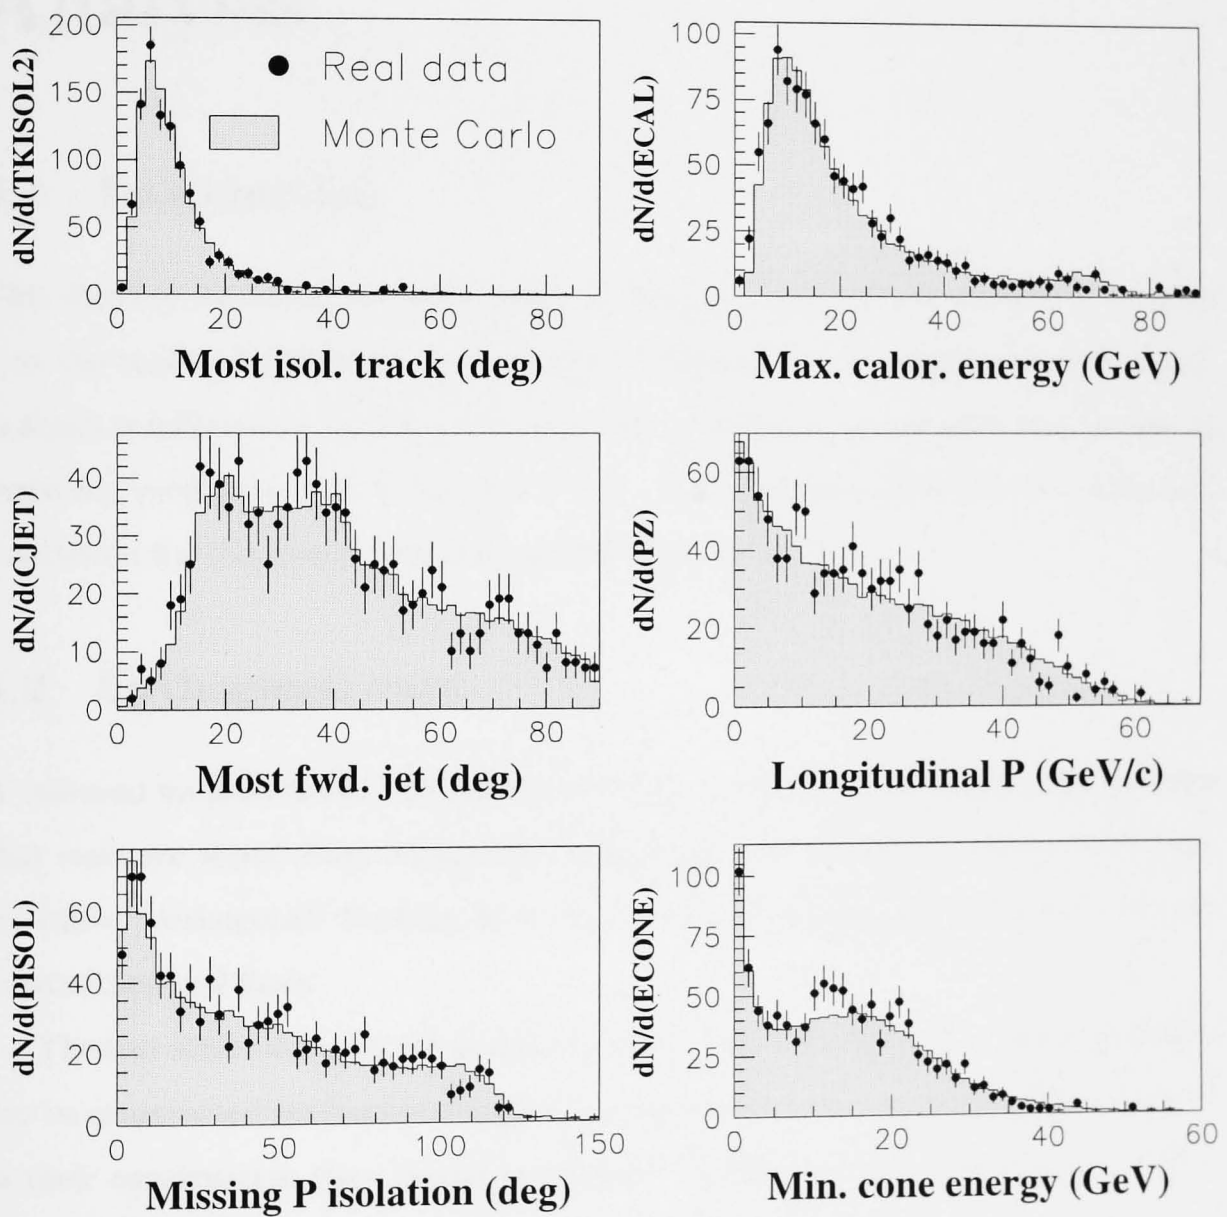 dN/d(TKISOL2)
200
150
100
50
0
0 20 40 60 80
Real data
Monte Carlo
Most isol. track (deg)
dN/d(ECAL)
100
75
50
25
0
0 20 40 60 80
Max. calor. energy (GeV)
dN/d(CJET)
40
30
20
10
0
0 20 40 60 80
Most fwd. jet (deg)
dN/d(PZ)
60
40
20
0
0 20 40 60
Longitudinal P (GeV/c)
dN/d(PISOL)
60
40
20
0
0 50 100 150
Missing P isolation (deg)
dN/d(ECONE)
100
75
50
25
0
0 20 40 60
Min. cone energy (GeV)